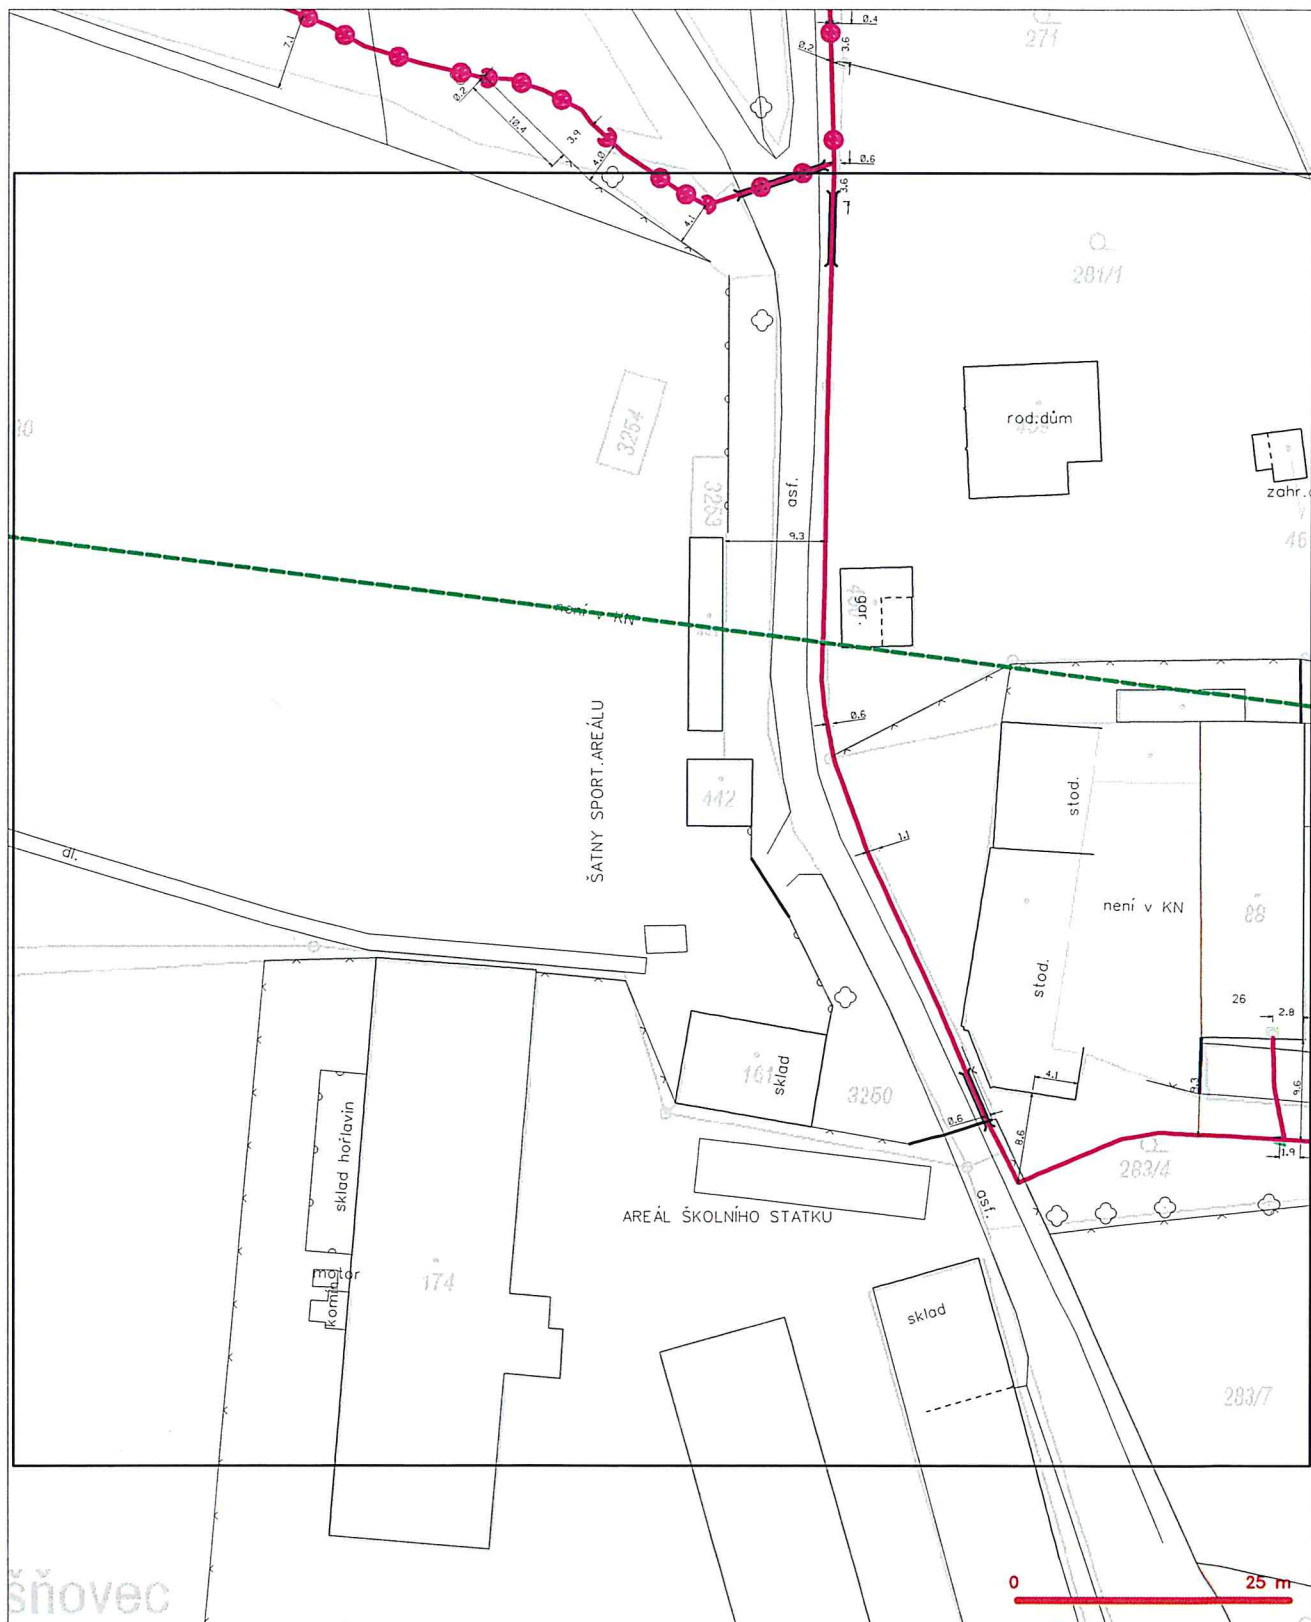 0.4
3.6
0.2
271
7.1
0.2
10.4
3.9
4.0
0.6
3.6
4.1
281/1
3254
rod.dům
30
3253
asf.
zahr.
46
9.3
gar.
není v KN
0.6
ŠATNY SPORT.AREÁLU
442
stod.
1.1
dl.
není v KN
88
stod.
26
2.8
161
sklad
3260
4.1
9.3
9.6
0.6
8.6
sklad hořlavin
283/4
1.9
asf.
AREÁL ŠKOLNÍHO STATKU
motor
komín
174
sklad
283/7
0 25 m
šňovec